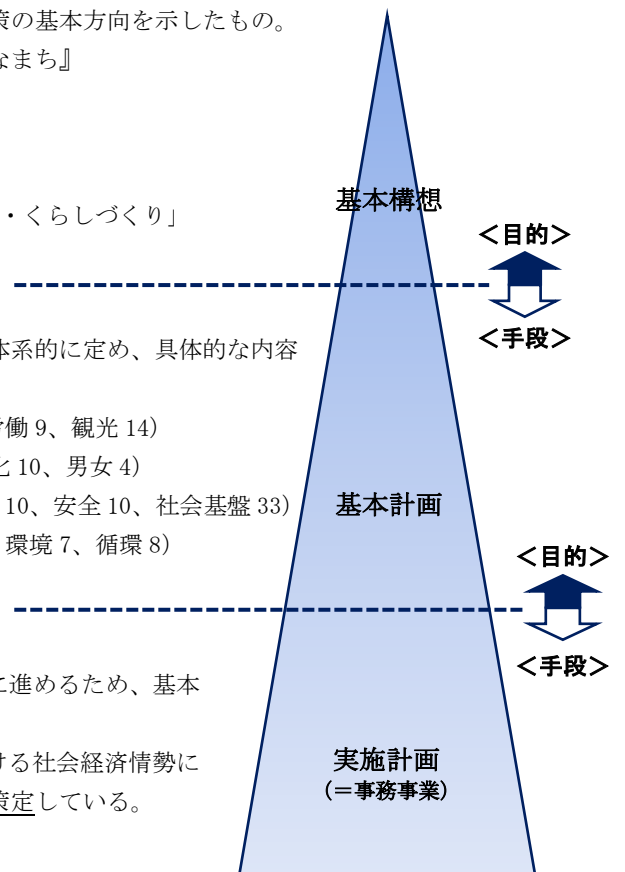 策の基本方向を示したもの。
なまち』
基本構想
・くらしづくり」
＜目的＞
＜手段＞
体系的に定め、具体的な内容
働 9、観光 14）
化 10、男女 4）
10、安全 10、社会基盤 33）
基本計画
環境 7、循環 8）
＜目的＞
＜手段＞
に進めるため、基本
ける社会経済情勢に
実施計画
（＝事務事業）
策定している。